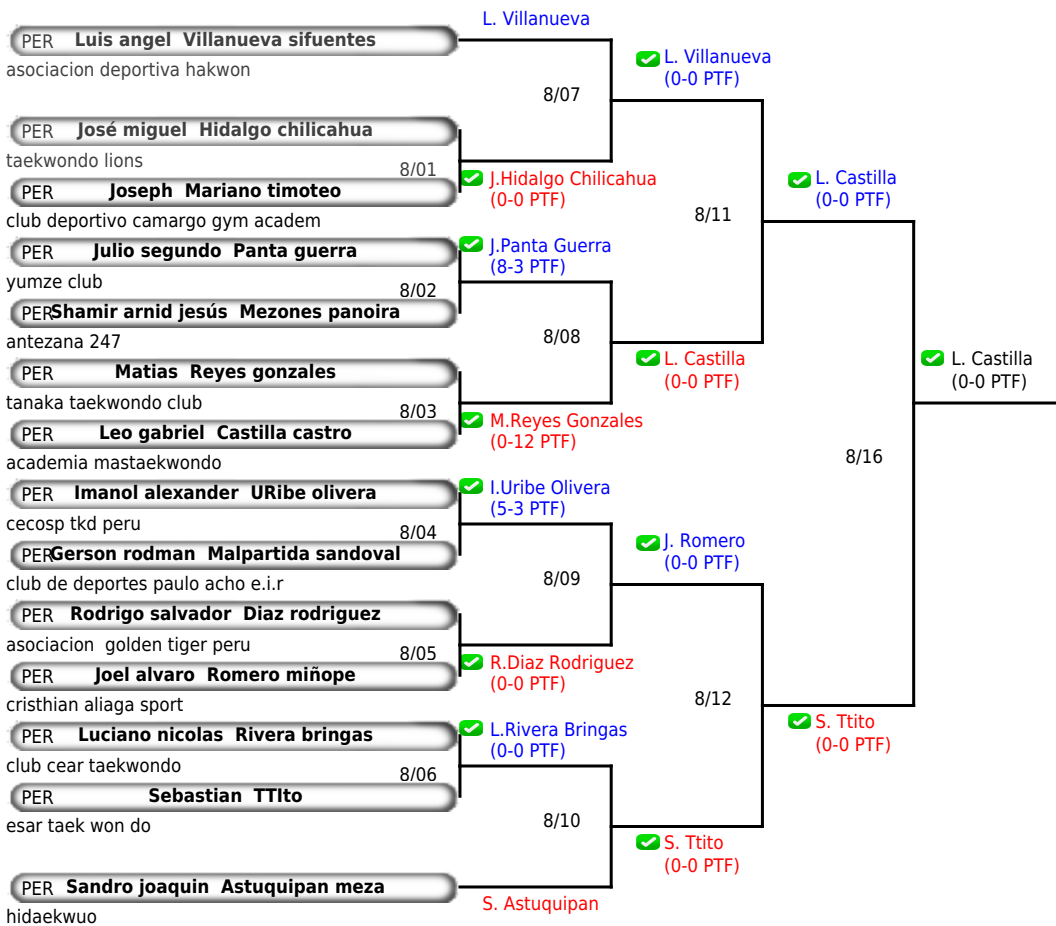 L. Villanueva
PER Luis angel Villanueva sifuentes
asociacion deportiva hakwon
L. Villanueva
(0-0 PTF)
8/07
PER José miguel Hidalgo chilicahua
taekwondo lions
8/01
J.Hidalgo Chilicahua
(0-0 PTF)
PER Joseph Mariano timoteo
club deportivo camargo gym academ
L. Castilla
(0-0 PTF)
8/11
PER Julio segundo Panta guerra
yumze club
J.Panta Guerra
(8-3 PTF)
8/02
PER Shamir arnid jesús Mezones panoira
antezana 247
8/08
L. Castilla
(0-0 PTF)
L. Castilla
(0-0 PTF)
PER Matias Reyes gonzales
tanaka taekwondo club
8/03
M.Reyes Gonzales
(0-12 PTF)
PER Leo gabriel Castilla castro
academia mastaekwondo
8/16
PER Imanol alexander URibe olivera
cecosp tkd peru
I.Uribe Olivera
(5-3 PTF)
8/04
PER Gerson rodman Malpartida sandoval
club de deportes paulo acho e.i.r
J. Romero
(0-0 PTF)
8/09
PER Rodrigo salvador Diaz rodriguez
asociacion golden tiger peru
8/05
R.Diaz Rodriguez
(0-0 PTF)
PER Joel alvaro Romero miñope
cristhian aliaga sport
8/12
S. Ttito
(0-0 PTF)
PER Luciano nicolas Rivera bringas
club cear taekwondo
L.Rivera Bringas
(0-0 PTF)
8/06
PER Sebastian TTIto
esar taek won do
8/10
S. Ttito
(0-0 PTF)
PER Sandro joaquin Astuquipan meza
hidaekwuo
S. Astuquipan